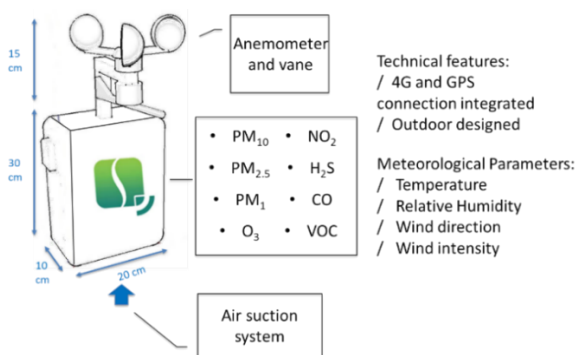 15
cm
30
cm
10
cm
20 cm
Anemometer
and vane
• PM₁₀ • NO₂
• PM₂.₅ • H₂S
• PM₁ • CO
• O₃ • VOC
Air suction
system
Technical features:
/ 4G and GPS
connection integrated
/ Outdoor designed
Meteorological Parameters:
/ Temperature
/ Relative Humidity
/ Wind direction
/ Wind intensity